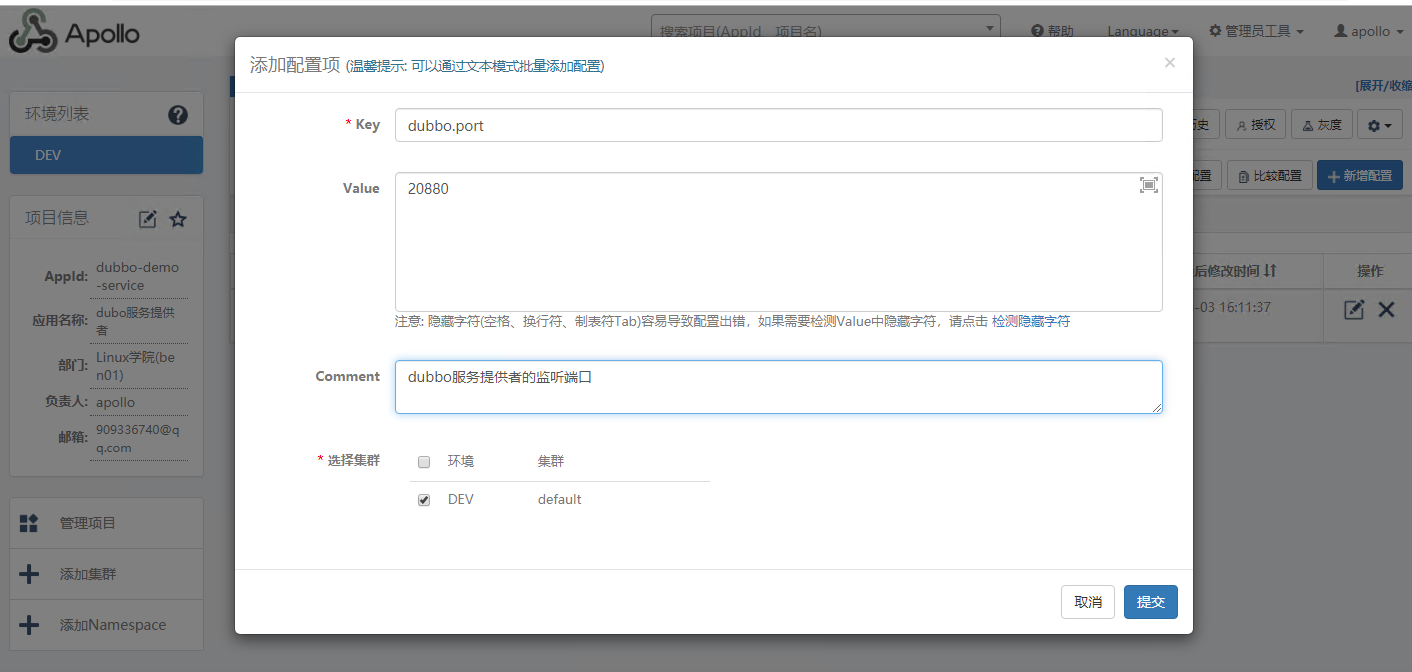 Apollo
搜索项目(AppId、项目名)
帮助
Language
管理员工具
apollo
添加配置项 (温馨提示: 可以通过文本模式批量添加配置)
×
[展开/收缩
环境列表
DEV
历史
授权
灰度
配置
比较配置
新增配置
* Key
dubbo.port
Value
20880
注意: 隐藏字符(空格、换行符、制表符Tab)容易导致配置出错，如果需要检测Value中隐藏字符，请点击 检测隐藏字符
Comment
dubbo服务提供者的监听端口
* 选择集群
环境
集群
DEV
default
取消
提交
项目信息
AppId:
dubbo-demo
-service
应用名称:
dubo服务提供
者
部门:
Linux学院(be
n01)
负责人:
apollo
邮箱:
909336740@q
q.com
后修改时间
操作
-03 16:11:37
管理项目
添加集群
添加Namespace